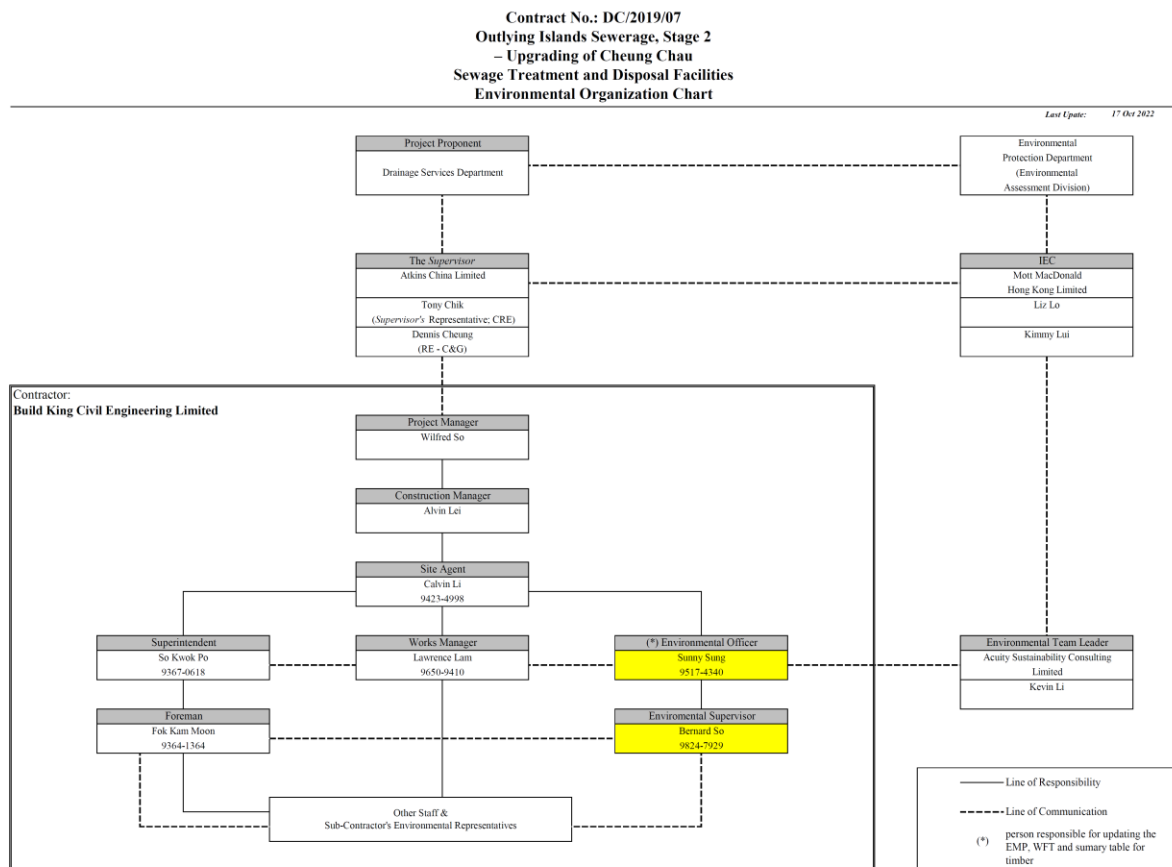 Contract No.: DC/2019/07
Outlying Islands Sewerage, Stage 2
– Upgrading of Cheung Chau
Sewage Treatment and Disposal Facilities
Environmental Organization Chart
Last Upate: 17 Oct 2022
Project Proponent
Drainage Services Department
Environmental
Protection Department
(Environmental
Assessment Division)
The Supervisor
Atkins China Limited
Tony Chik
(Supervisor's Representative; CRE)
Dennis Cheung
(RE - C&G)
IEC
Mott MacDonald
Hong Kong Limited
Liz Lo
Kimmy Lui
Contractor:
Build King Civil Engineering Limited
Project Manager
Wilfred So
Construction Manager
Alvin Lei
Site Agent
Calvin Li
9423-4998
Superintendent
So Kwok Po
9367-0618
Works Manager
Lawrence Lam
9650-9410
(*) Environmental Officer
Sunny Sung
9517-4340
Environmental Team Leader
Acuity Sustainability Consulting
Limited
Kevin Li
Foreman
Fok Kam Moon
9364-1364
Enviromental Supervisor
Bernard So
9824-7929
Other Staff &
Sub-Contractor's Environmental Representatives
Line of Responsibility
Line of Communication
(*) person responsible for updating the
EMP, WFT and sumary table for
timber